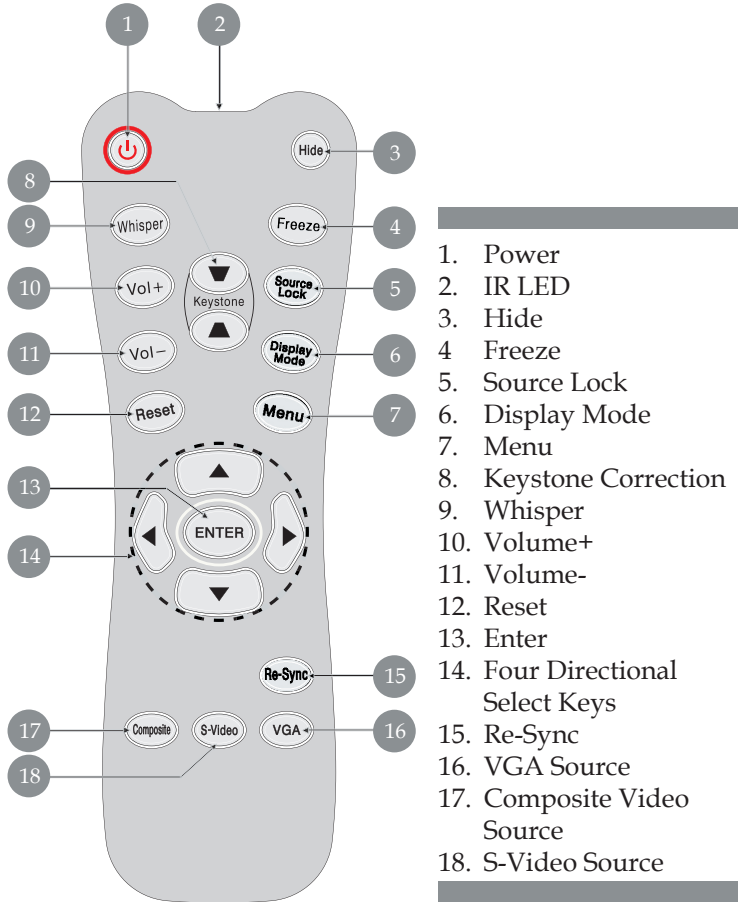 1
2
Hide
3
8
9
Whisper
Freeze
4
10
Vol+
Keystone
Source
Lock
5
11
Vol–
Display
Mode
6
12
Reset
Menu
7
13
ENTER
14
Re-Sync
15
17
Composite
S-Video
VGA
16
18
1. Power
2. IR LED
3. Hide
4 Freeze
5. Source Lock
6. Display Mode
7. Menu
8. Keystone Correction
9. Whisper
10. Volume+
11. Volume-
12. Reset
13. Enter
14. Four Directional
Select Keys
15. Re-Sync
16. VGA Source
17. Composite Video
Source
18. S-Video Source